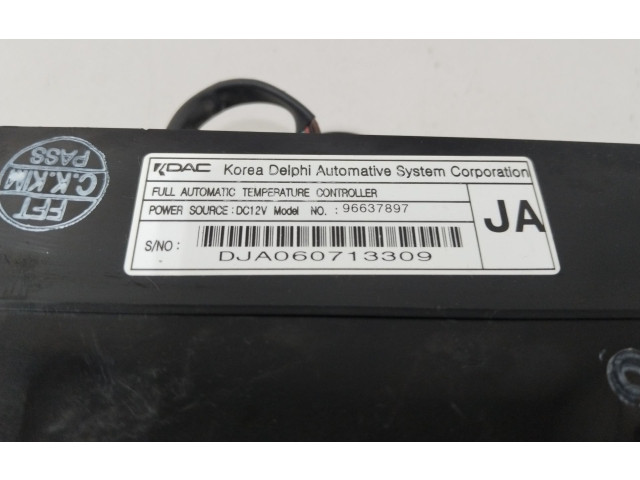 KDAC Korea Delphi Automative System Corporation
FULL AUTOMATIC TEMPERATURE CONTROLLER
POWER SOURCE : DC12V Model NO. : 96637897
JA
S/NO :
DJA060713309
FFT
C.K.KIM
PASS